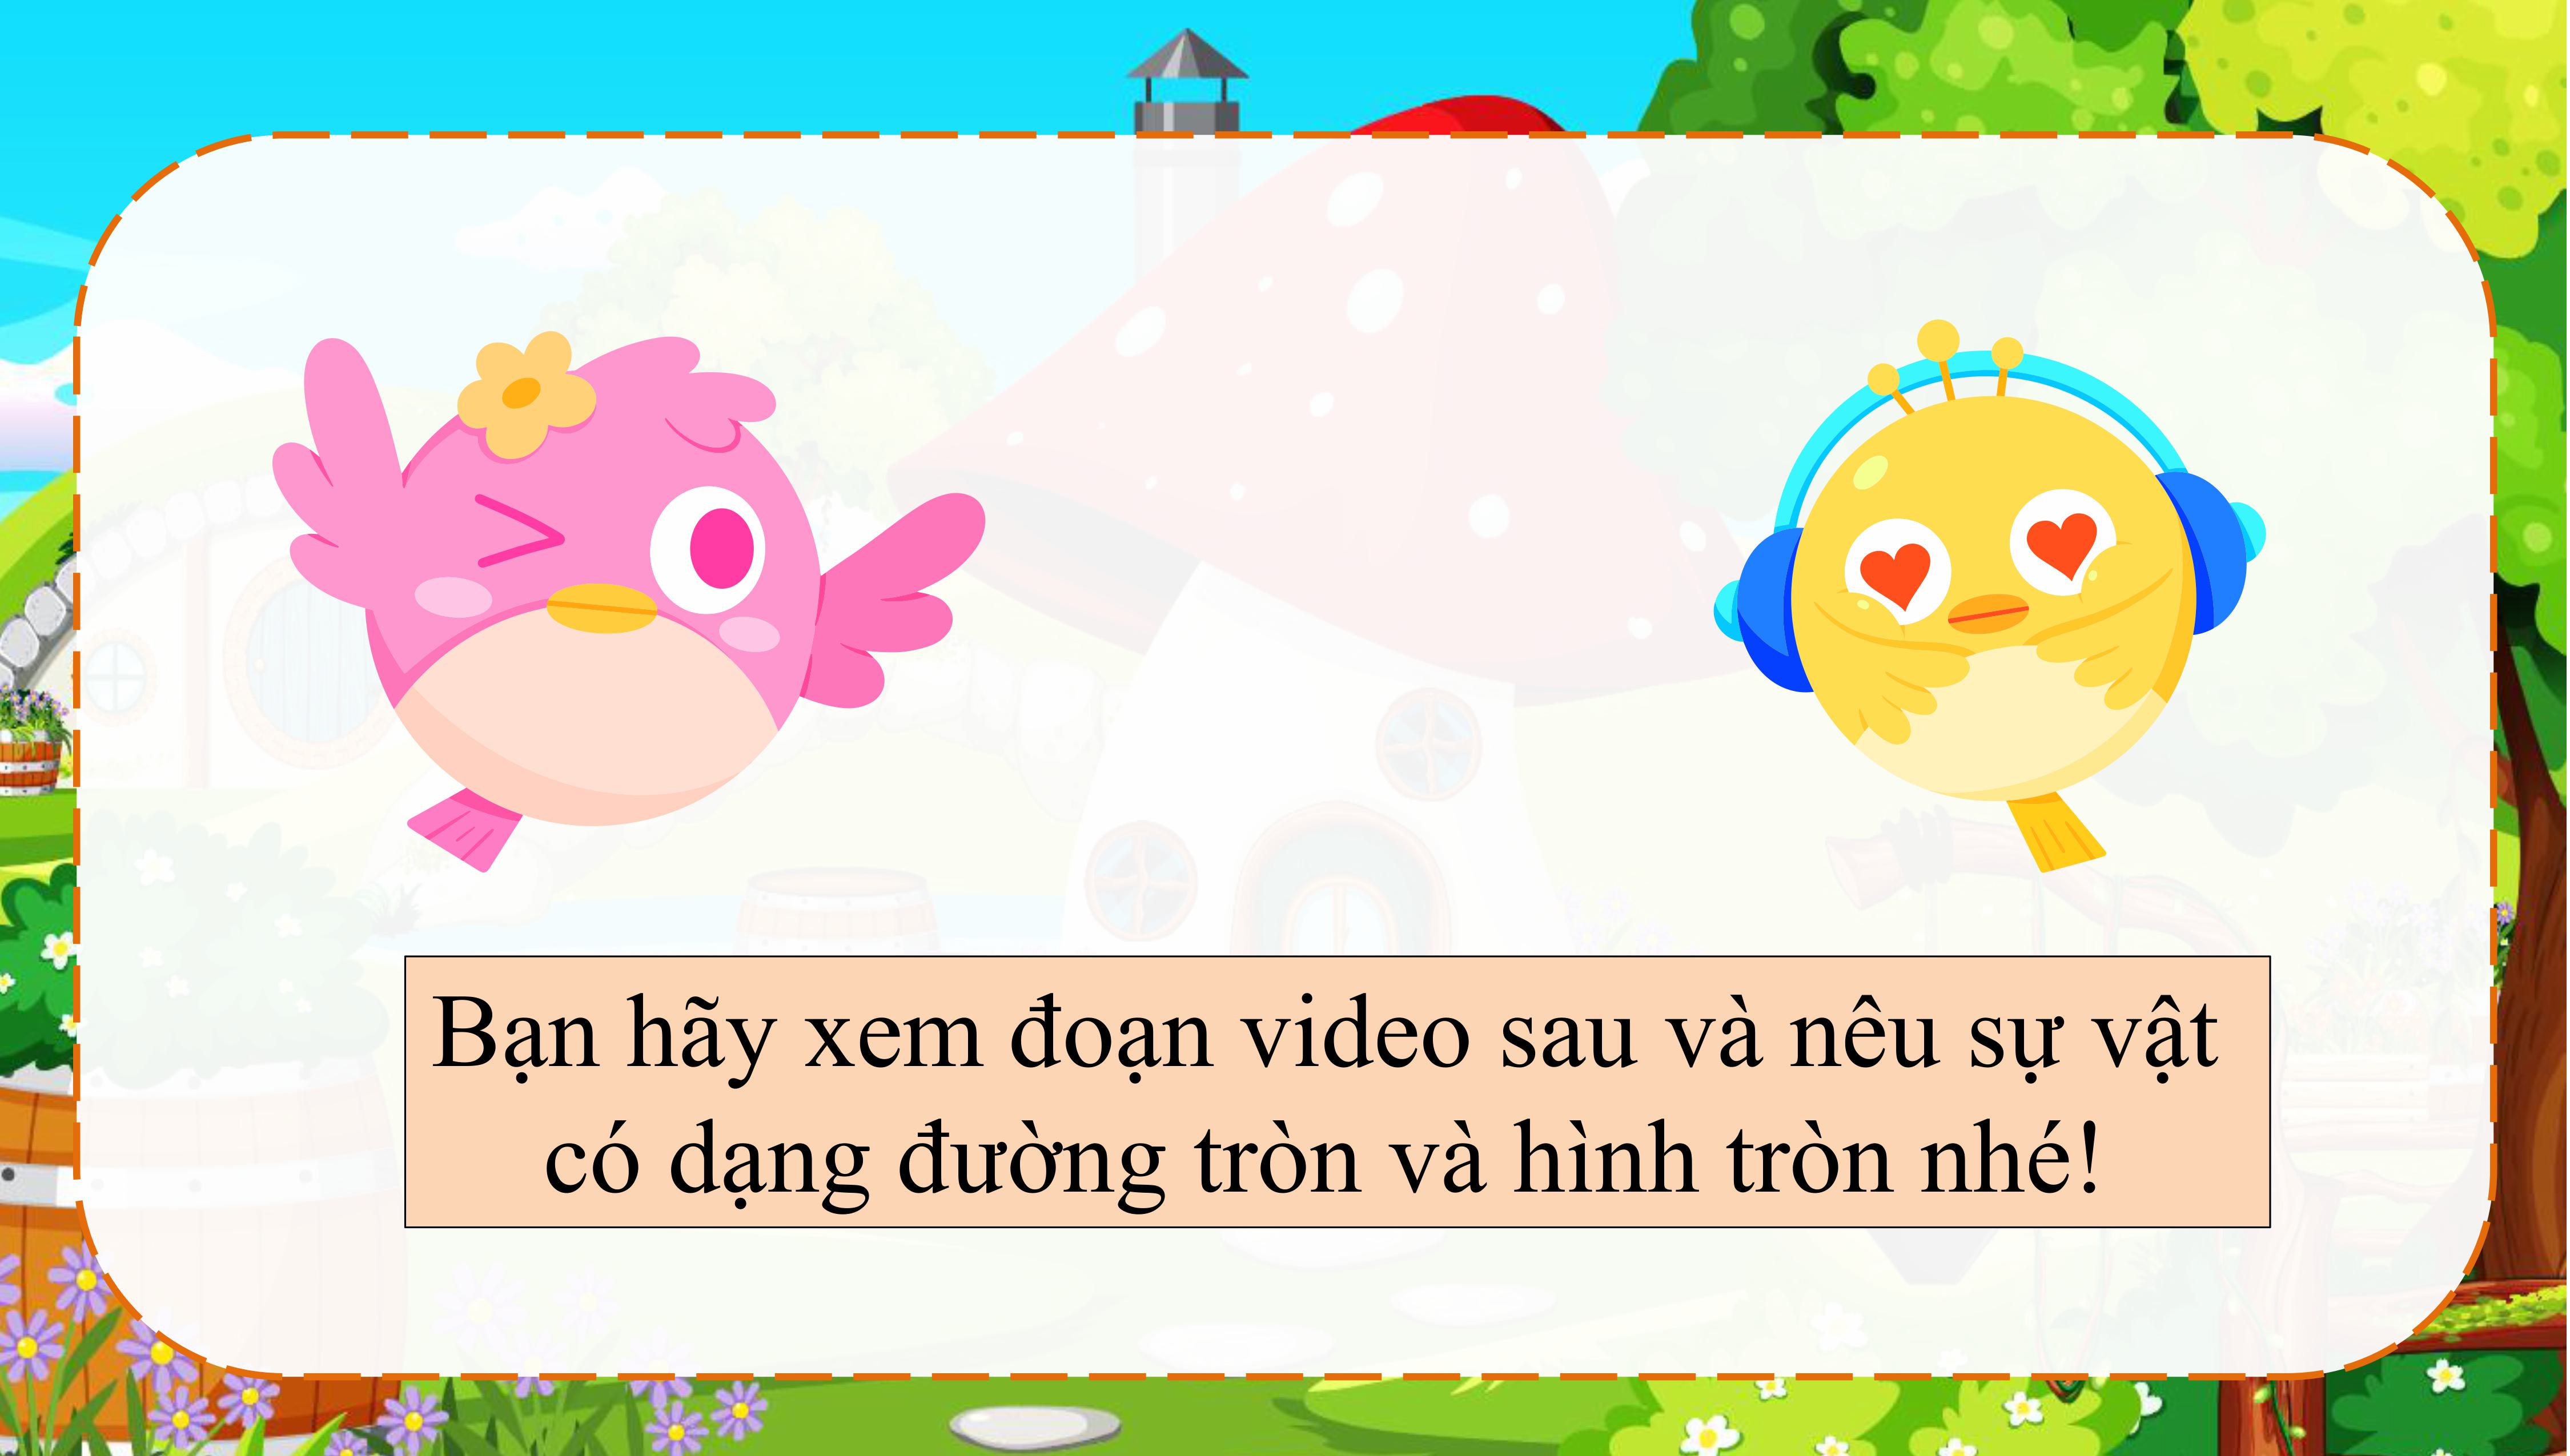 Bạn hãy xem đoạn video sau và nêu sự vật
có dạng đường tròn và hình tròn nhé!